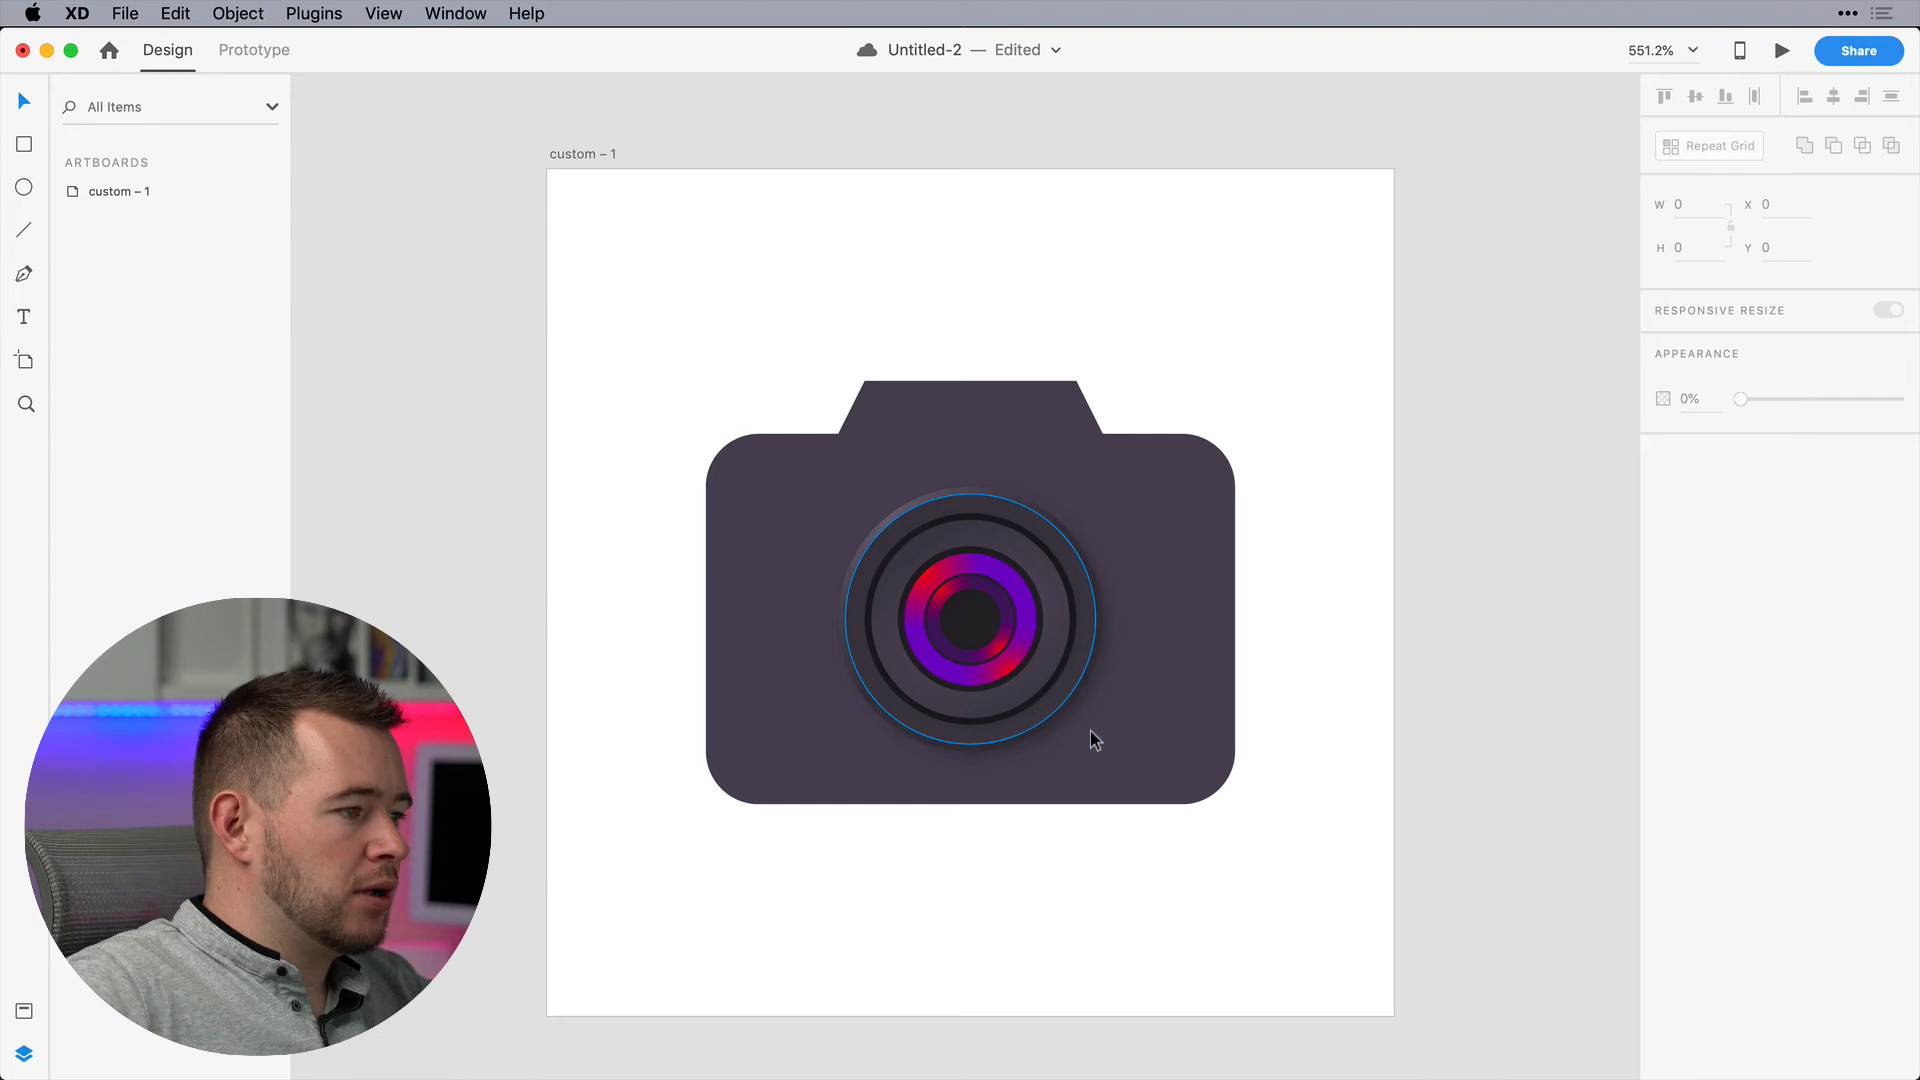 XD File Edit Object Plugins View Window Help
Design Prototype Untitled-2 — Edited 551.2% Share
All Items
ARTBOARDS
custom – 1
custom – 1
Repeat Grid
W 0 X 0
H 0 Y 0
RESPONSIVE RESIZE
APPEARANCE
0%